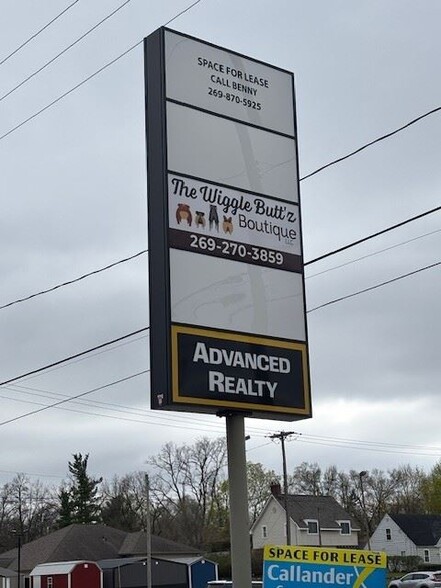 SPACE FOR LEASE
CALL BENNY
269-870-5925
The Wiggle Butt'z
Boutique
LLC
269-270-3859
ADVANCED
REALTY
SPACE FOR LEASE
Callander